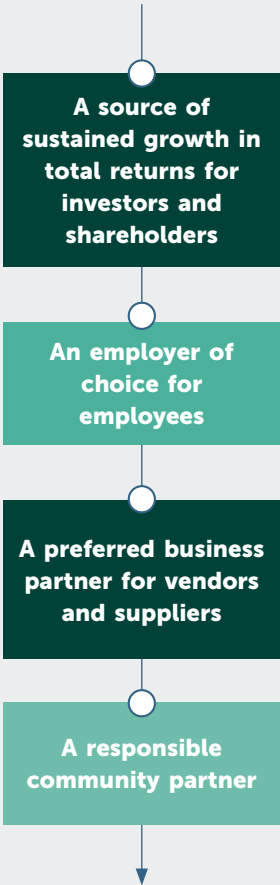 A source of
sustained growth in
total returns for
investors and
shareholders
An employer of
choice for
employees
A preferred business
partner for vendors
and suppliers
A responsible
community partner